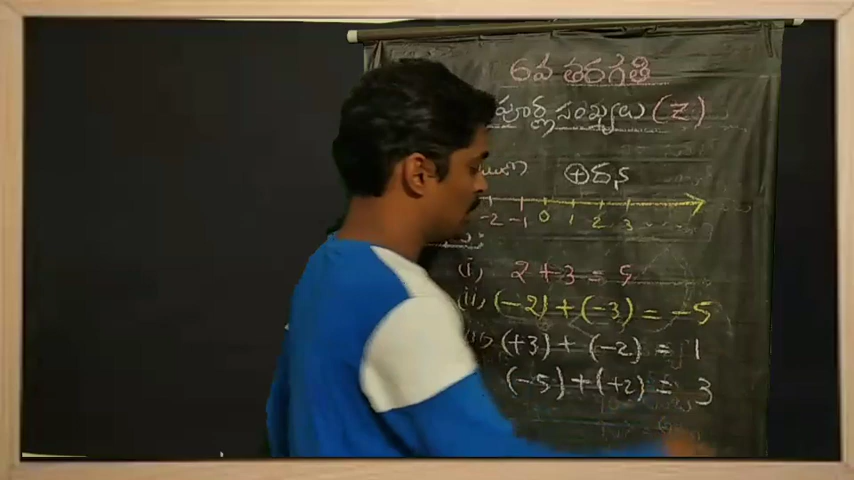 6వ తరగతి
పూర్ణ సంఖ్యలు (Z)
+
-2 -1 0 1 2 3
(i) 2 + 3 = 5
(ii) (-2) + (-3) = -5
(+3) + (-2) = 1
(-5) + (+2) = 3